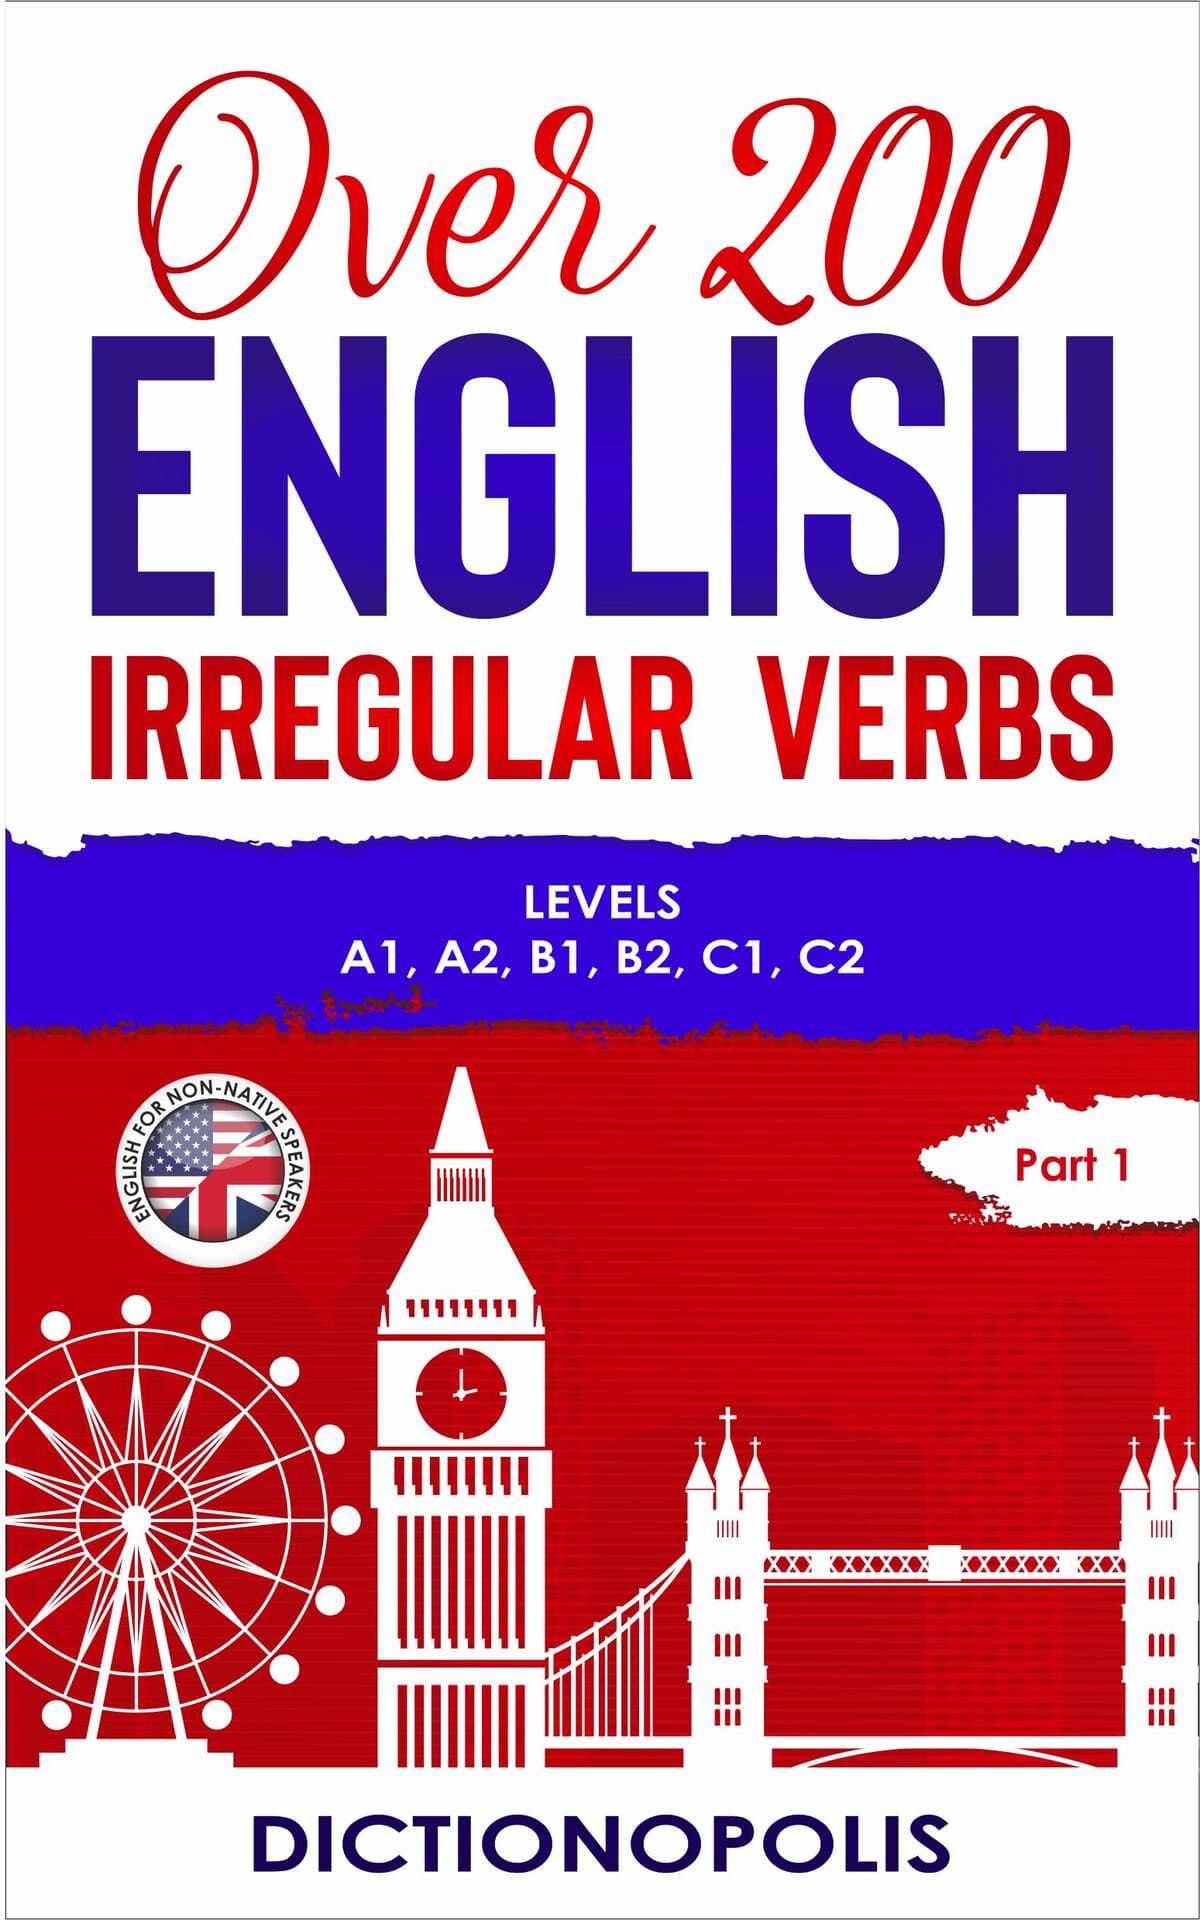 Over 200
ENGLISH
IRREGULAR VERBS
LEVELS
A1, A2, B1, B2, C1, C2
ENGLISH FOR NON-NATIVE SPEAKERS
Part 1
DICTIONOPOLIS